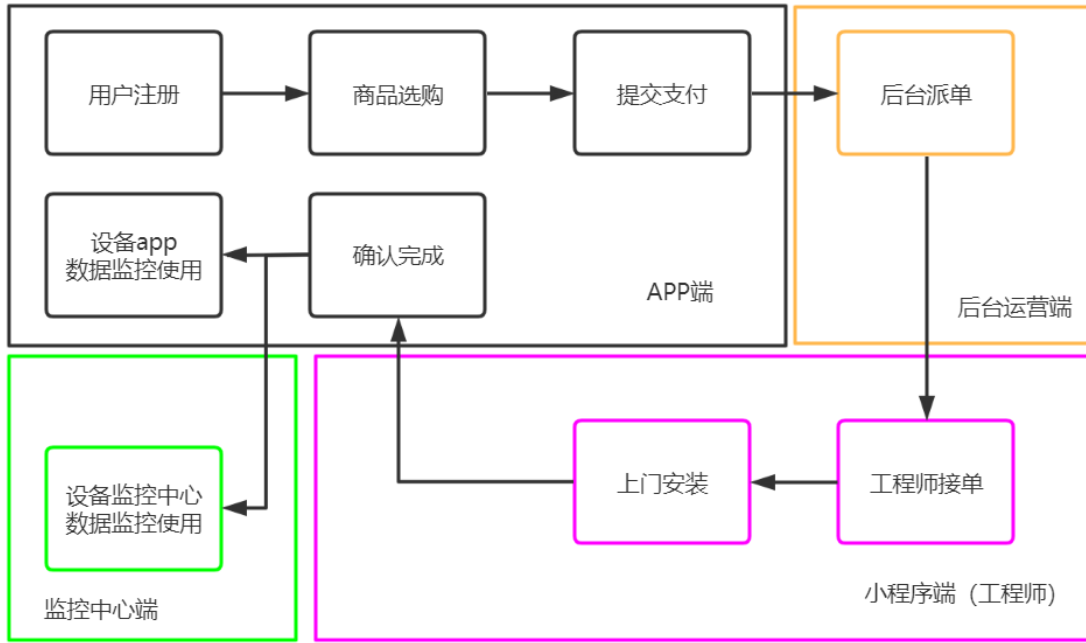 用户注册
商品选购
提交支付
后台派单
设备app
数据监控使用
确认完成
APP端
后台运营端
设备监控中心
数据监控使用
上门安装
工程师接单
监控中心端
小程序端（工程师）